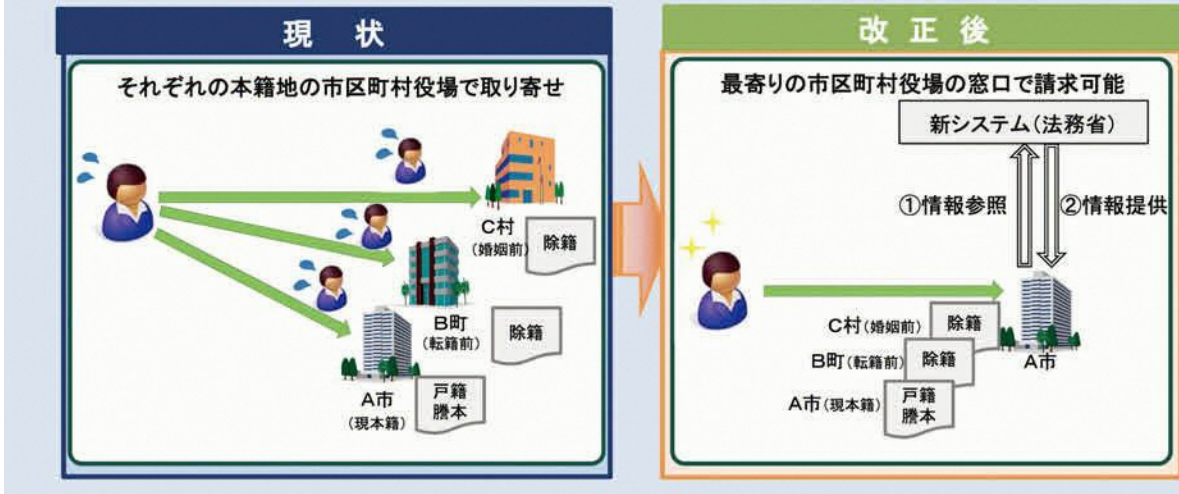 現 状
それぞれの本籍地の市区町村役場で取り寄せ
C村
(婚姻前)
除籍
B町
(転籍前)
除籍
A市
(現本籍)
戸籍
謄本
改 正 後
最寄りの市区町村役場の窓口で請求可能
新システム(法務省)
①情報参照
②情報提供
C村(婚姻前)
除籍
B町(転籍前)
除籍
A市
A市(現本籍)
戸籍
謄本